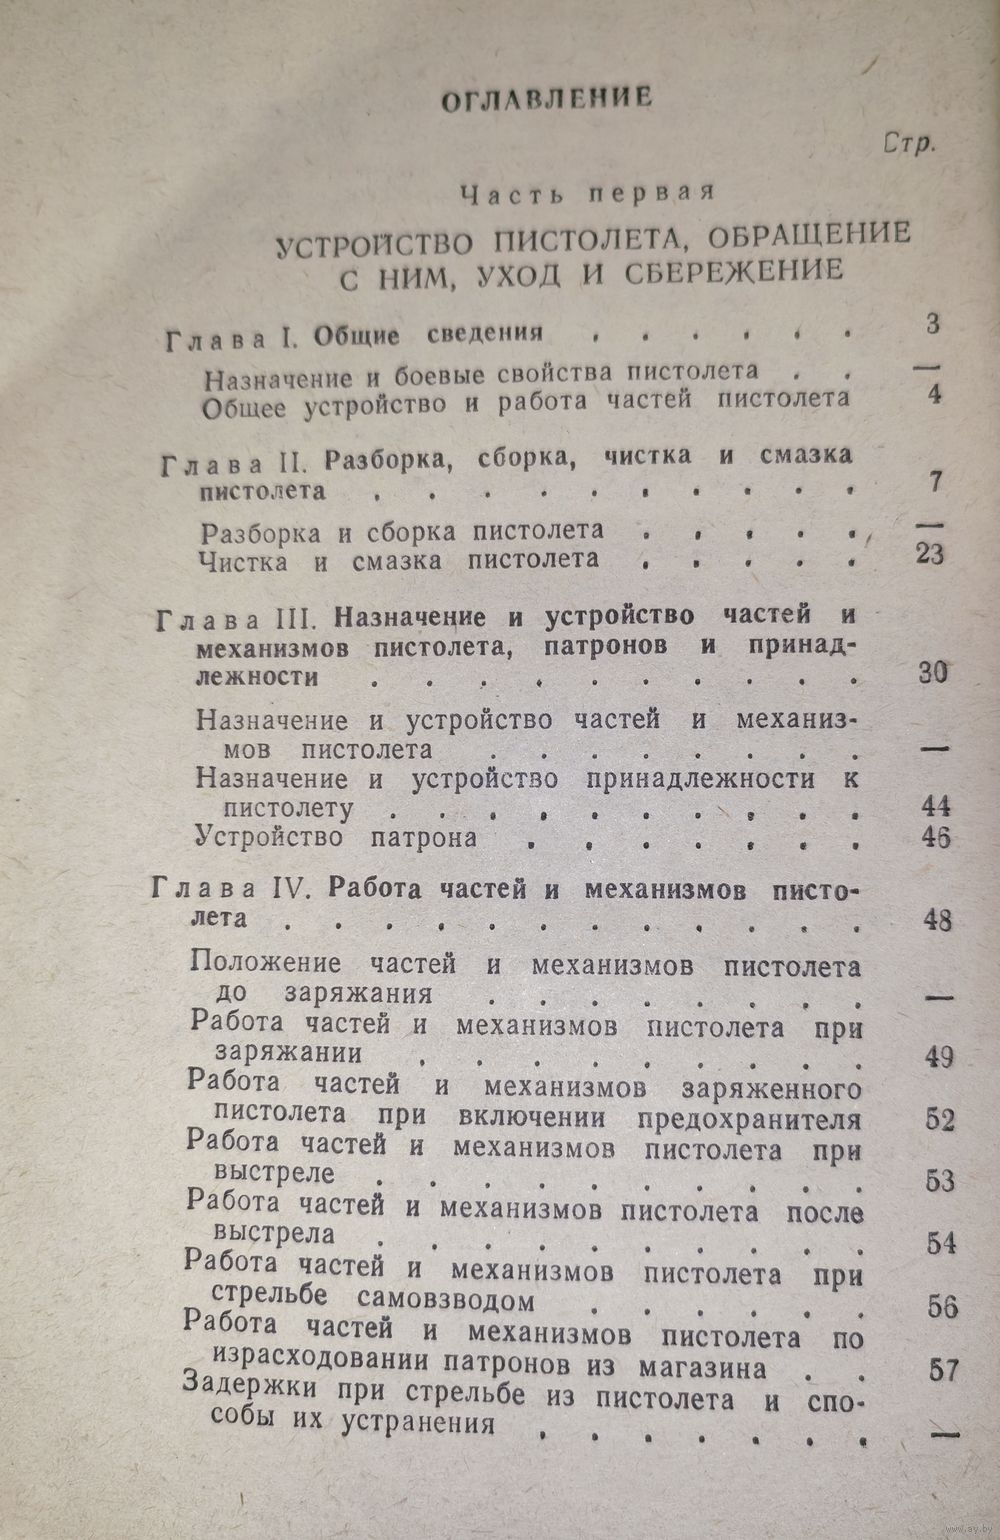 ОГЛАВЛЕНИЕ
Стр.
Часть первая
УСТРОЙСТВО ПИСТОЛЕТА, ОБРАЩЕНИЕ
С НИМ, УХОД И СБЕРЕЖЕНИЕ
Глава I. Общие сведения . . . . . . 3
Назначение и боевые свойства пистолета . . —
Общее устройство и работа частей пистолета 4
Глава II. Разборка, сборка, чистка и смазка
пистолета . . . . . . . . . . 7
Разборка и сборка пистолета . . . . . —
Чистка и смазка пистолета . . . . . 23
Глава III. Назначение и устройство частей и
механизмов пистолета, патронов и принад-
лежности . . . . . . . . . . 30
Назначение и устройство частей и механиз-
мов пистолета . . . . . . . . —
Назначение и устройство принадлежности к
пистолету . . . . . . . . . . 44
Устройство патрона . . . . . . . 46
Глава IV. Работа частей и механизмов писто-
лета . . . . . . . . . . . . 48
Положение частей и механизмов пистолета
до заряжания . . . . . . . . —
Работа частей и механизмов пистолета при
заряжании . . . . . . . . . 49
Работа частей и механизмов заряженного
пистолета при включении предохранителя 52
Работа частей и механизмов пистолета при
выстреле . . . . . . . . . . 53
Работа частей и механизмов пистолета после
выстрела . . . . . . . . . . 54
Работа частей и механизмов пистолета при
стрельбе самовзводом . . . . . . 56
Работа частей и механизмов пистолета по
израсходовании патронов из магазина . . 57
Задержки при стрельбе из пистолета и спо-
собы их устранения . . . . . . . —
www.ay.by